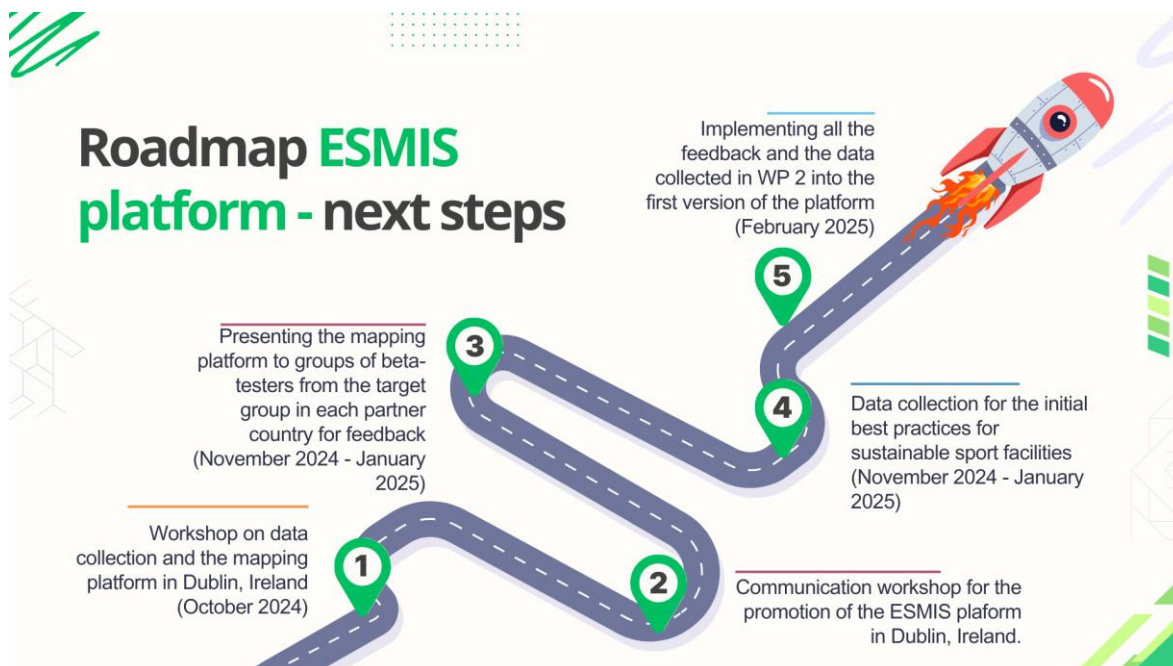 Roadmap ESMIS
platform - next steps
1
Workshop on data
collection and the mapping
platform in Dublin, Ireland
(October 2024)
2
Communication workshop for the
promotion of the ESMIS plaform
in Dublin, Ireland.
3
Presenting the mapping
platform to groups of beta-
testers from the target
group in each partner
country for feedback
(November 2024 - January
2025)
4
Data collection for the initial
best practices for
sustainable sport facilities
(November 2024 - January
2025)
5
Implementing all the
feedback and the data
collected in WP 2 into the
first version of the platform
(February 2025)